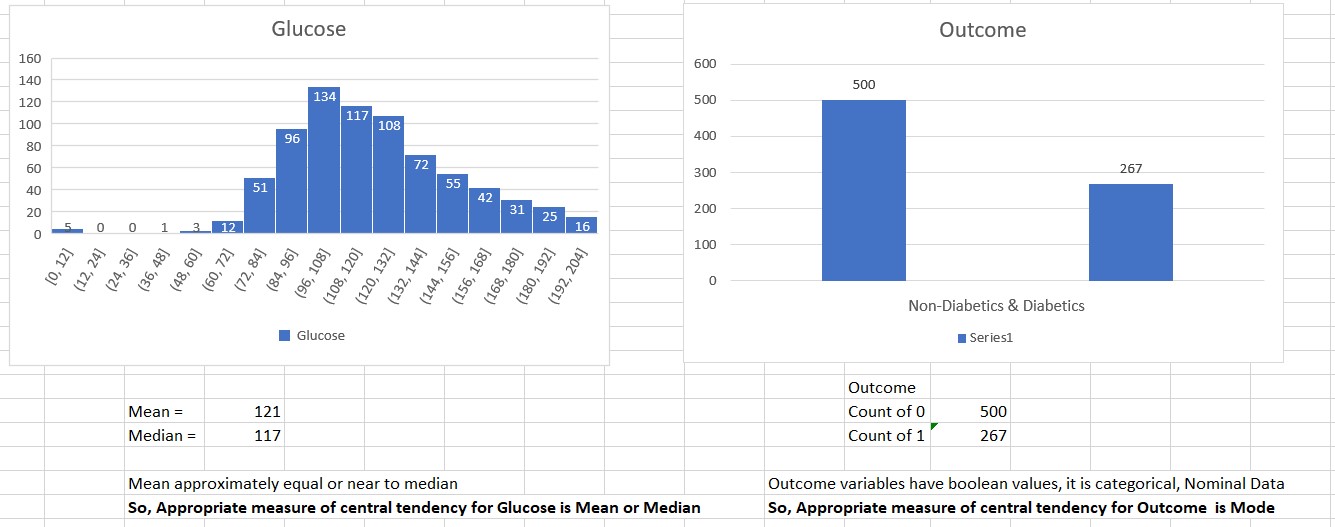 Glucose
160
140
120
100
80
60
40
20
0
5 0 0 1 3 12 51 96 134 117 108 72 55 42 31 25 16
[0, 12] (12, 24] (24, 36] (36, 48] (48, 60] (60, 72] (72, 84] (84, 96] (96, 108] (108, 120] (120, 132] (132, 144] (144, 156] (156, 168] (168, 180] (180, 192] (192, 204]
Glucose
Outcome
600
500
400
300
200
100
0
500
267
Non-Diabetics & Diabetics
Series1
Mean = 121
Median = 117
Mean approximately equal or near to median
So, Appropriate measure of central tendency for Glucose is Mean or Median
Outcome
Count of 0 500
Count of 1 267
Outcome variables have boolean values, it is categorical, Nominal Data
So, Appropriate measure of central tendency for Outcome is Mode